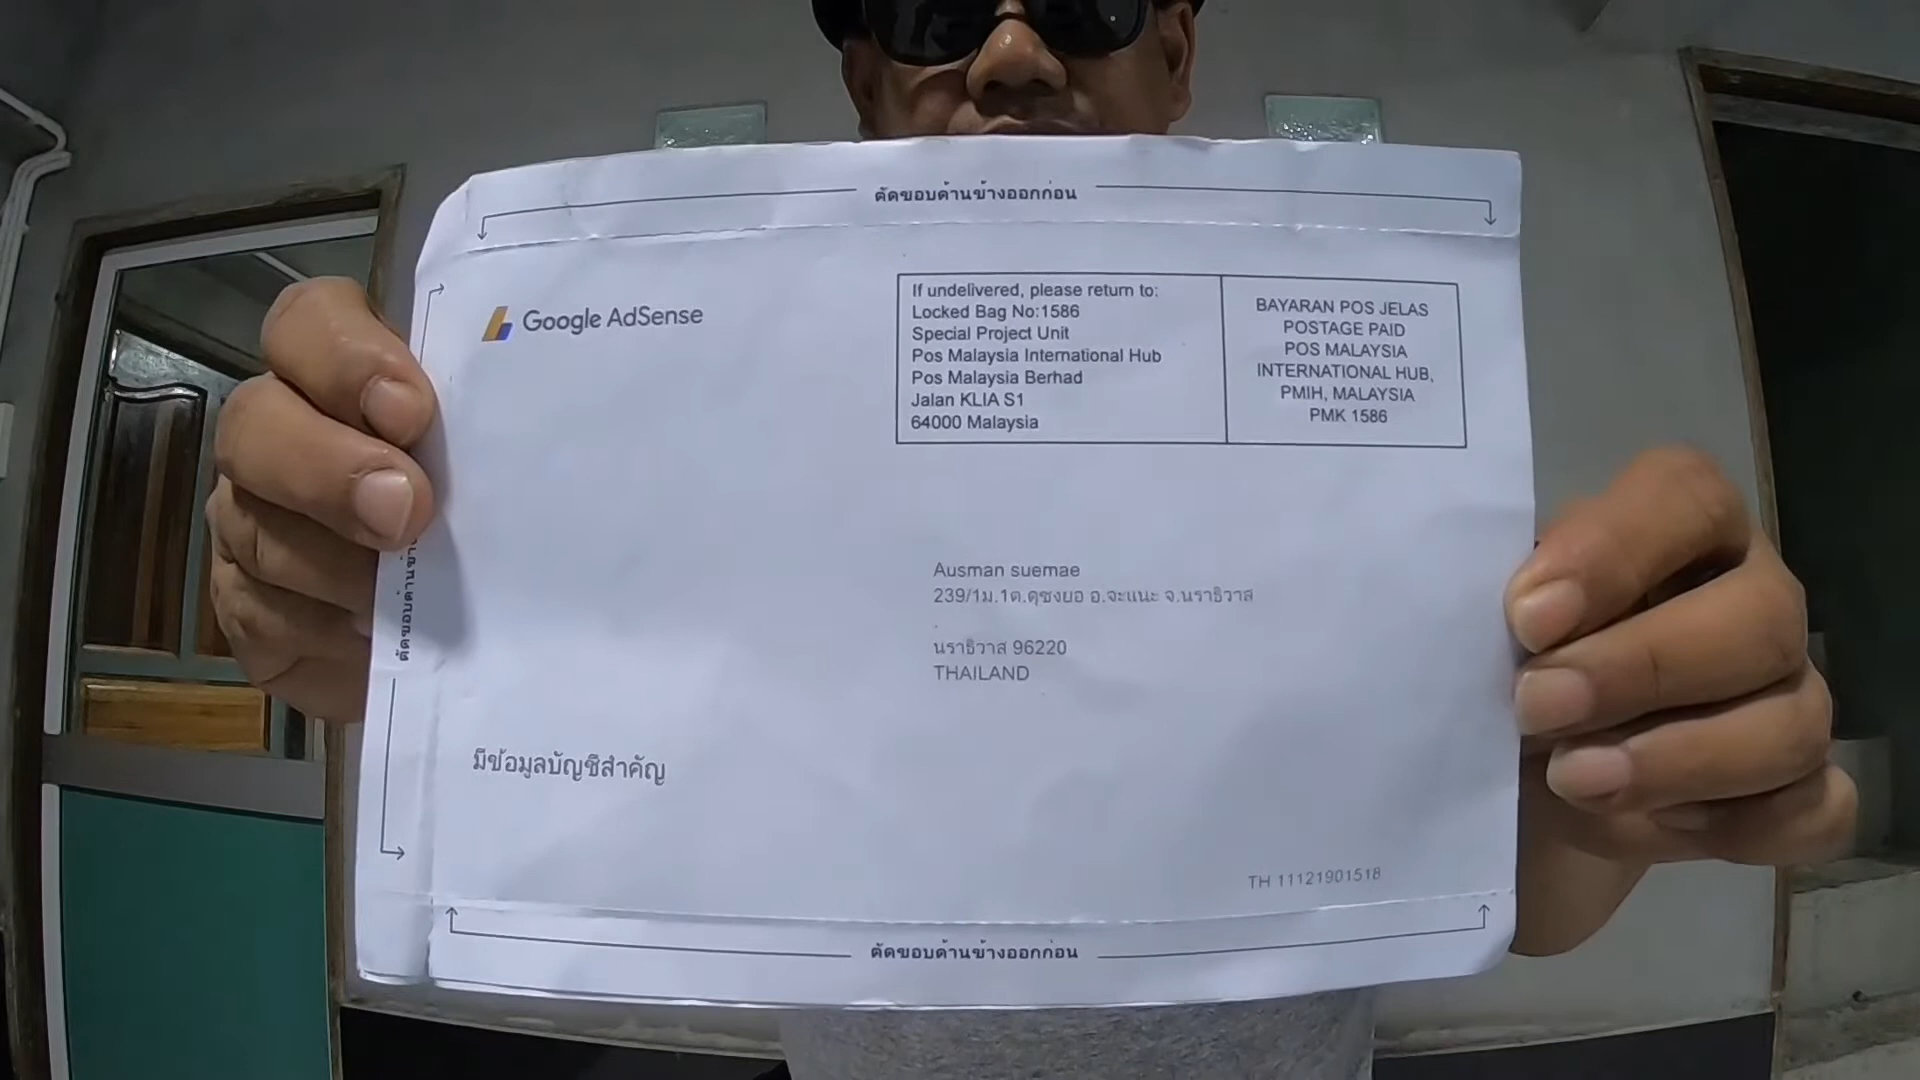 ตัดขอบด้านข้างออกก่อน
Google AdSense
If undelivered, please return to:
Locked Bag No:1586
Special Project Unit
Pos Malaysia International Hub
Pos Malaysia Berhad
Jalan KLIA S1
64000 Malaysia
BAYARAN POS JELAS
POSTAGE PAID
POS MALAYSIA
INTERNATIONAL HUB,
PMIH, MALAYSIA
PMK 1586
Ausman suemae
239/1ม.1ต.ดุซงยอ อ.จะแนะ จ.นราธิวาส
.
นราธิวาส 96220
THAILAND
มีข้อมูลบัญชีสำคัญ
TH 11121901518
ตัดขอบด้านข้างออกก่อน